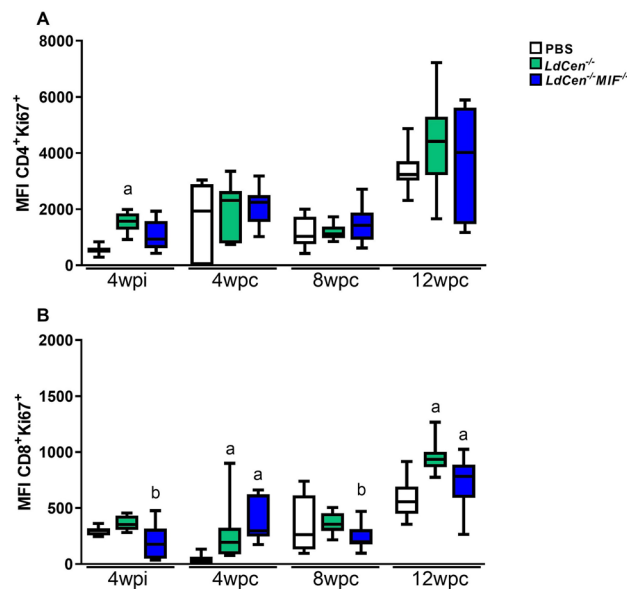 A
PBS
LdCen⁻/⁻
LdCen⁻/⁻MIF⁻/⁻
MFI CD4⁺Ki67⁺
8000
6000
4000
2000
0
a
4wpi
4wpc
8wpc
12wpc
B
MFI CD8⁺Ki67⁺
2000
1500
1000
500
0
b
a
a
b
a
a
4wpi
4wpc
8wpc
12wpc